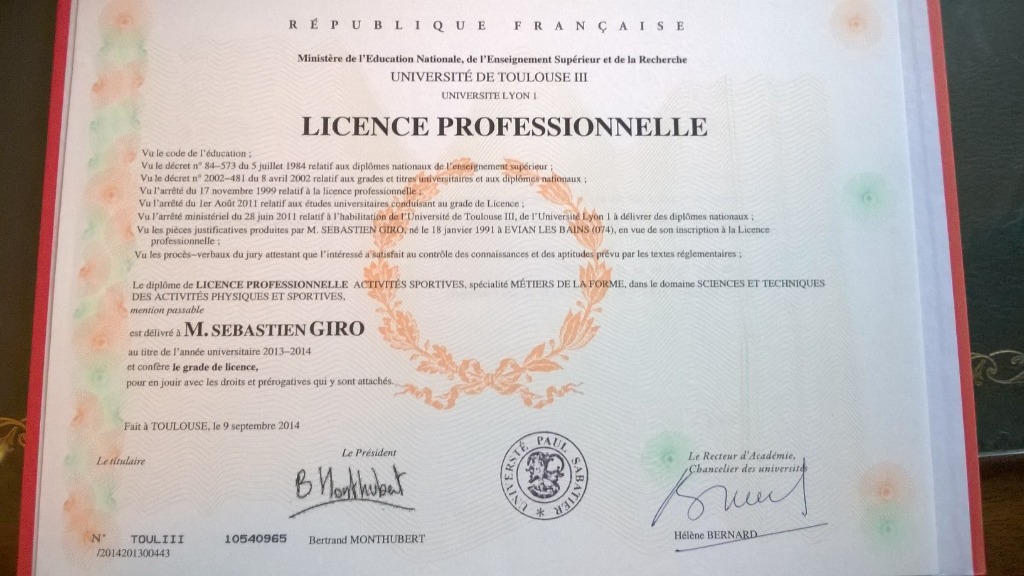 RÉPUBLIQUE FRANÇAISE
Ministère de l'Education Nationale, de l'Enseignement Supérieur et de la Recherche
UNIVERSITÉ DE TOULOUSE III
UNIVERSITE LYON 1
LICENCE PROFESSIONNELLE
Vu le code de l'éducation ;
Vu le décret n° 84-573 du 5 juillet 1984 relatif aux diplômes nationaux de l'enseignement supérieur ;
Vu le décret n° 2002-481 du 8 avril 2002 relatif aux grades et titres universitaires et aux diplômes nationaux ;
Vu l'arrêté du 17 novembre 1999 relatif à la licence professionnelle ;
Vu l'arrêté du 1er Août 2011 relatif aux études universitaires conduisant au grade de Licence ;
Vu l'arrêté ministériel du 28 juin 2011 relatif à l'habilitation de l'Université de Toulouse III, de l'Université Lyon 1 à délivrer des diplômes nationaux ;
Vu les pièces justificatives produites par M. SEBASTIEN GIRO, né le 18 janvier 1991 à EVIAN LES BAINS (074), en vue de son inscription à la Licence
professionnelle ;
Vu les procès-verbaux du jury attestant que l'intéressé a satisfait au contrôle des connaissances et des aptitudes prévu par les textes réglementaires ;
Le diplôme de LICENCE PROFESSIONNELLE ACTIVITÉS SPORTIVES, spécialité MÉTIERS DE LA FORME, dans le domaine SCIENCES ET TECHNIQUES
DES ACTIVITÉS PHYSIQUES ET SPORTIVES,
mention passable
est délivré à M. SEBASTIEN GIRO
au titre de l'année universitaire 2013-2014
et confère le grade de licence,
pour en jouir avec les droits et prérogatives qui y sont attachés.
Fait à TOULOUSE, le 9 septembre 2014
Le titulaire
Le Président
Le Recteur d'Académie,
Chancelier des universités
B Monthubert
UNIVERSITÉ PAUL SABATIER
N° TOULIII 10540965
Bertrand MONTHUBERT
Hélène BERNARD
/2014201300443